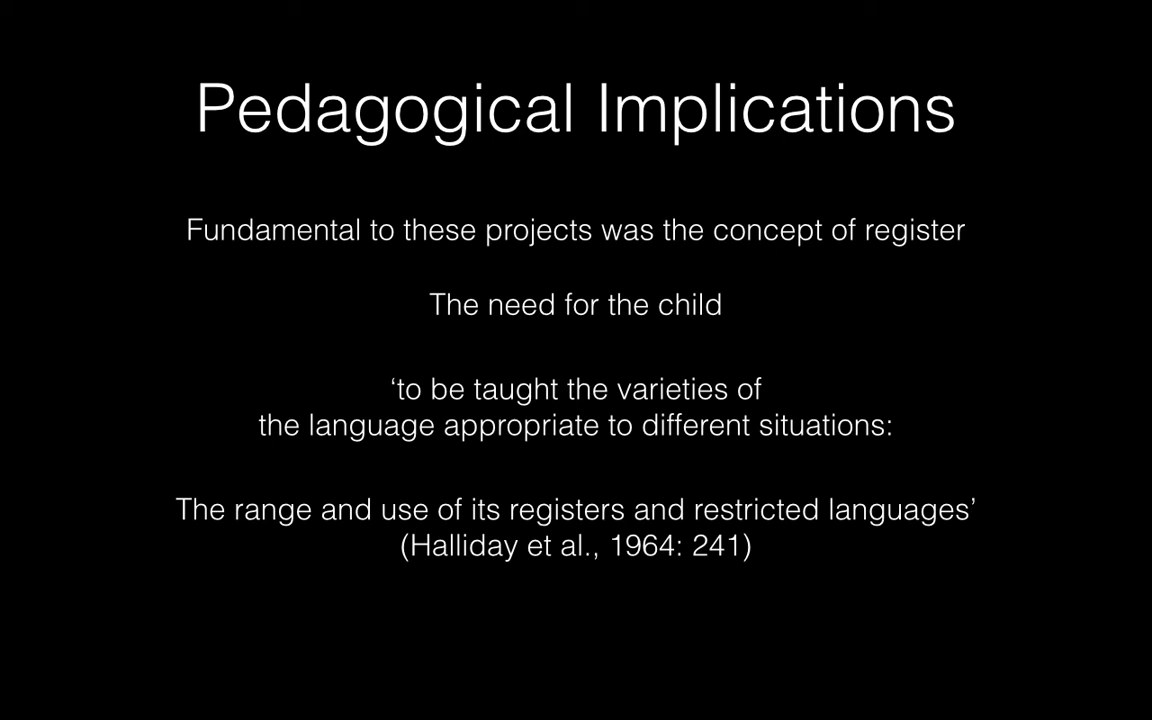 Pedagogical Implications
Fundamental to these projects was the concept of register
The need for the child
‘to be taught the varieties of
the language appropriate to different situations:
The range and use of its registers and restricted languages’
(Halliday et al., 1964: 241)